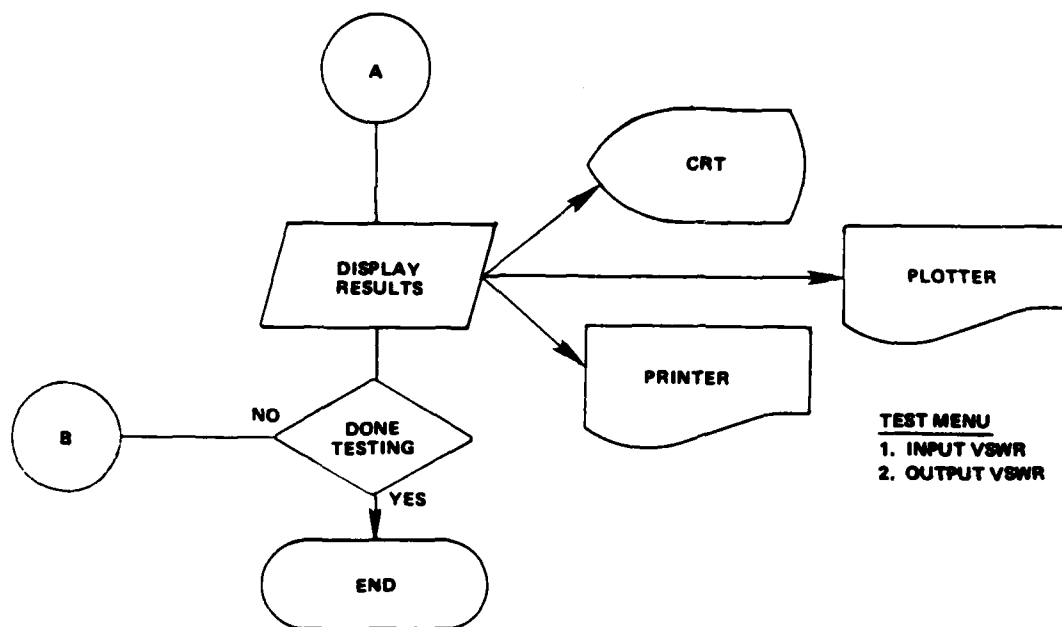 A
CRT
DISPLAY
RESULTS
PLOTTER
PRINTER
NO
B
DONE
TESTING
TEST MENU
1. INPUT VSWR
2. OUTPUT VSWR
YES
END